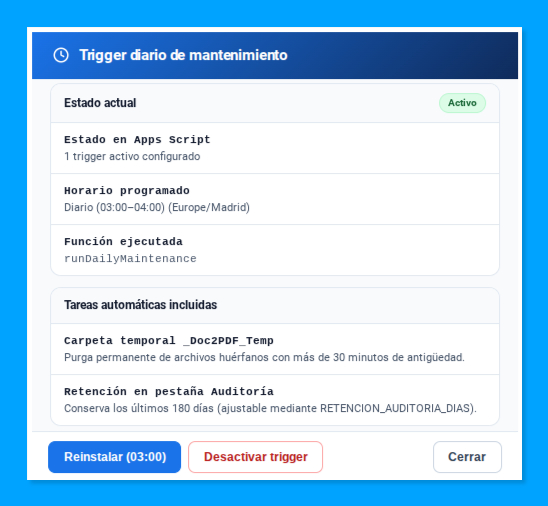 Trigger diario de mantenimiento
Estado actual
Activo
Estado en Apps Script
1 trigger activo configurado
Horario programado
Diario (03:00–04:00) (Europe/Madrid)
Función ejecutada
runDailyMaintenance
Tareas automáticas incluidas
Carpeta temporal _Doc2PDF_Temp
Purga permanente de archivos huérfanos con más de 30 minutos de antigüedad.
Retención en pestaña Auditoría
Conserva los últimos 180 días (ajustable mediante RETENCION_AUDITORIA_DIAS).
Reinstalar (03:00)
Desactivar trigger
Cerrar